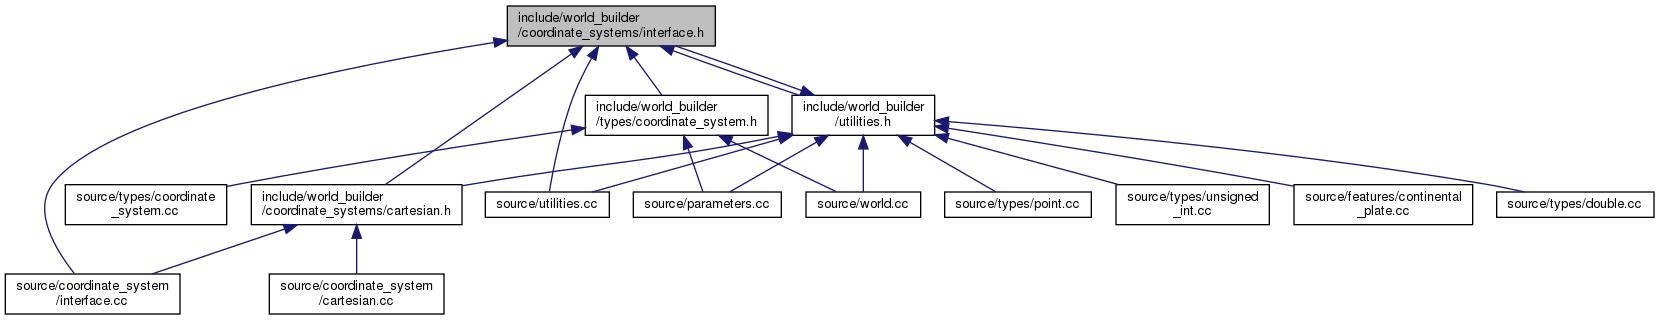 include/world_builder
/coordinate_systems/interface.h
include/world_builder
/types/coordinate_system.h
include/world_builder
/utilities.h
source/types/coordinate
_system.cc
include/world_builder
/coordinate_systems/cartesian.h
source/utilities.cc
source/parameters.cc
source/world.cc
source/types/point.cc
source/types/unsigned
_int.cc
source/features/continental
_plate.cc
source/types/double.cc
source/coordinate_system
/interface.cc
source/coordinate_system
/cartesian.cc